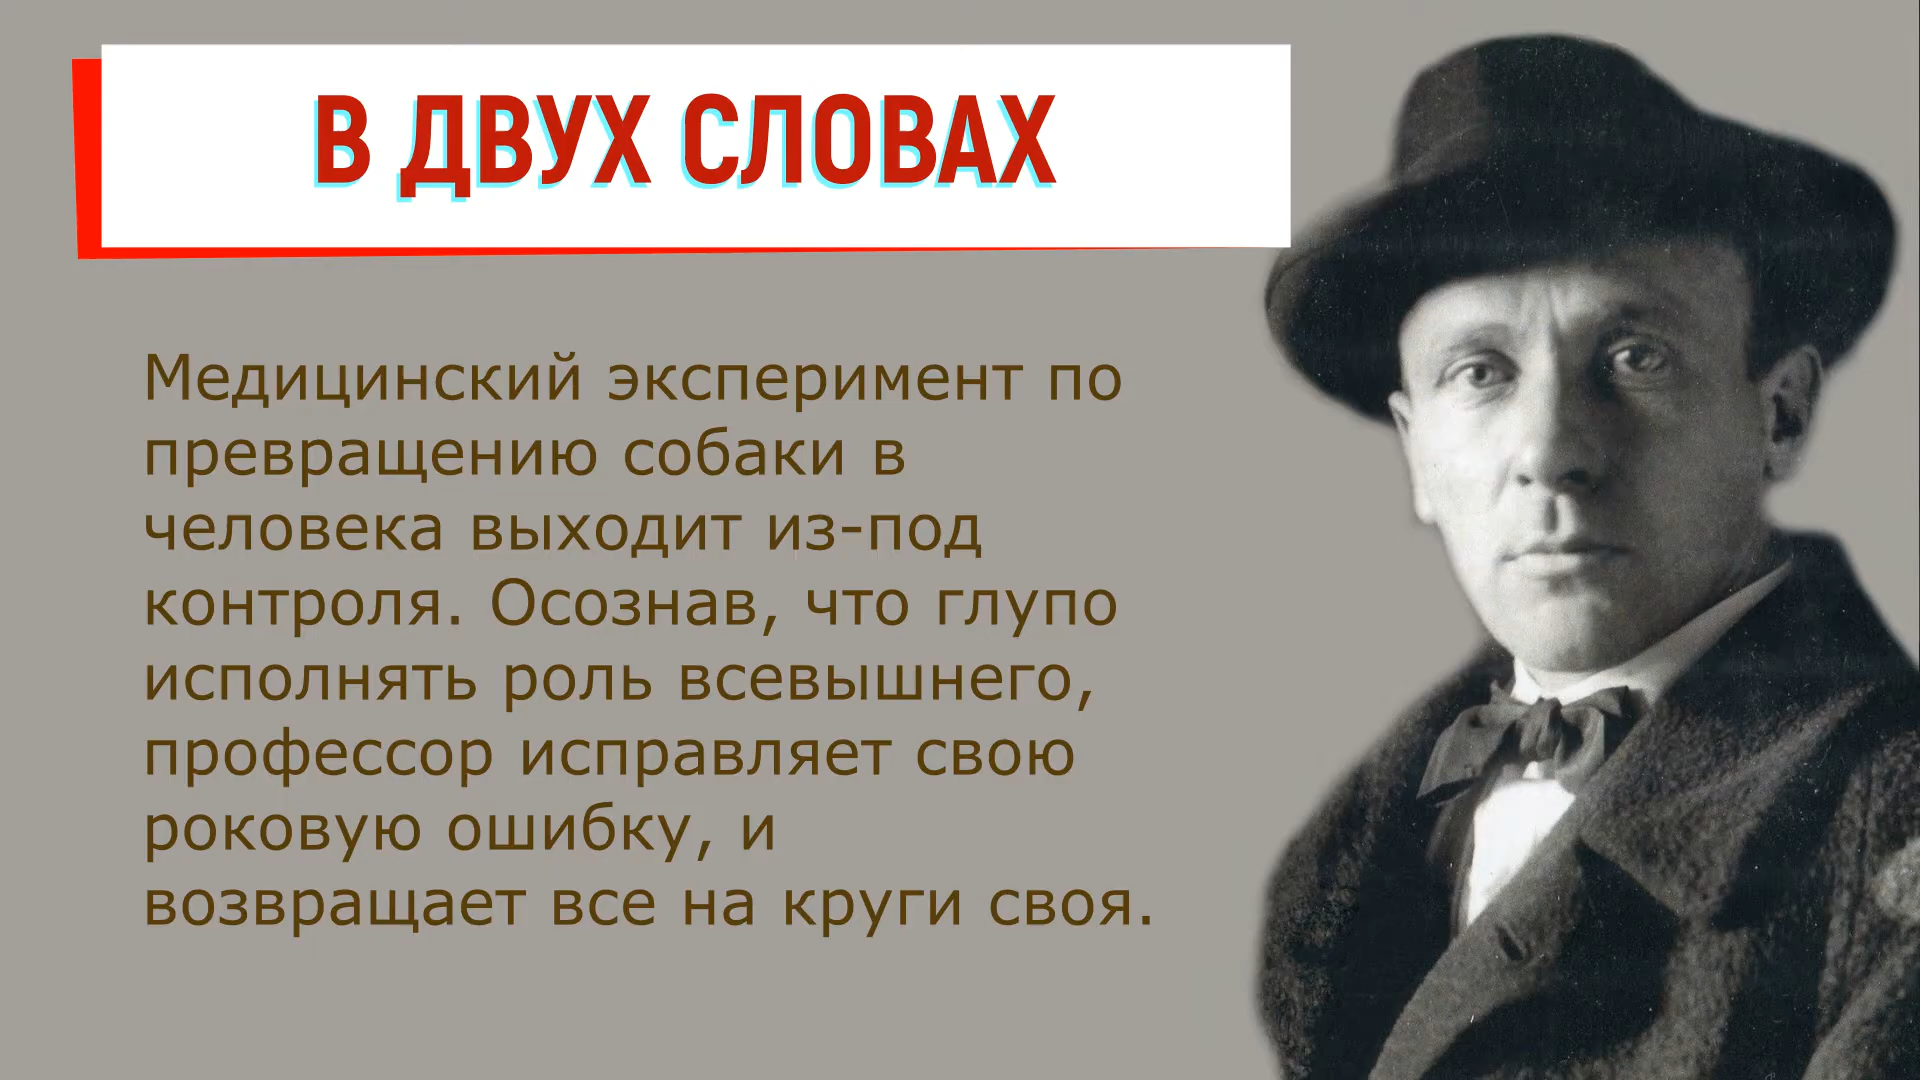 В ДВУХ СЛОВАХ
Медицинский эксперимент по
превращению собаки в
человека выходит из-под
контроля. Осознав, что глупо
исполнять роль всевышнего,
профессор исправляет свою
роковую ошибку, и
возвращает все на круги своя.